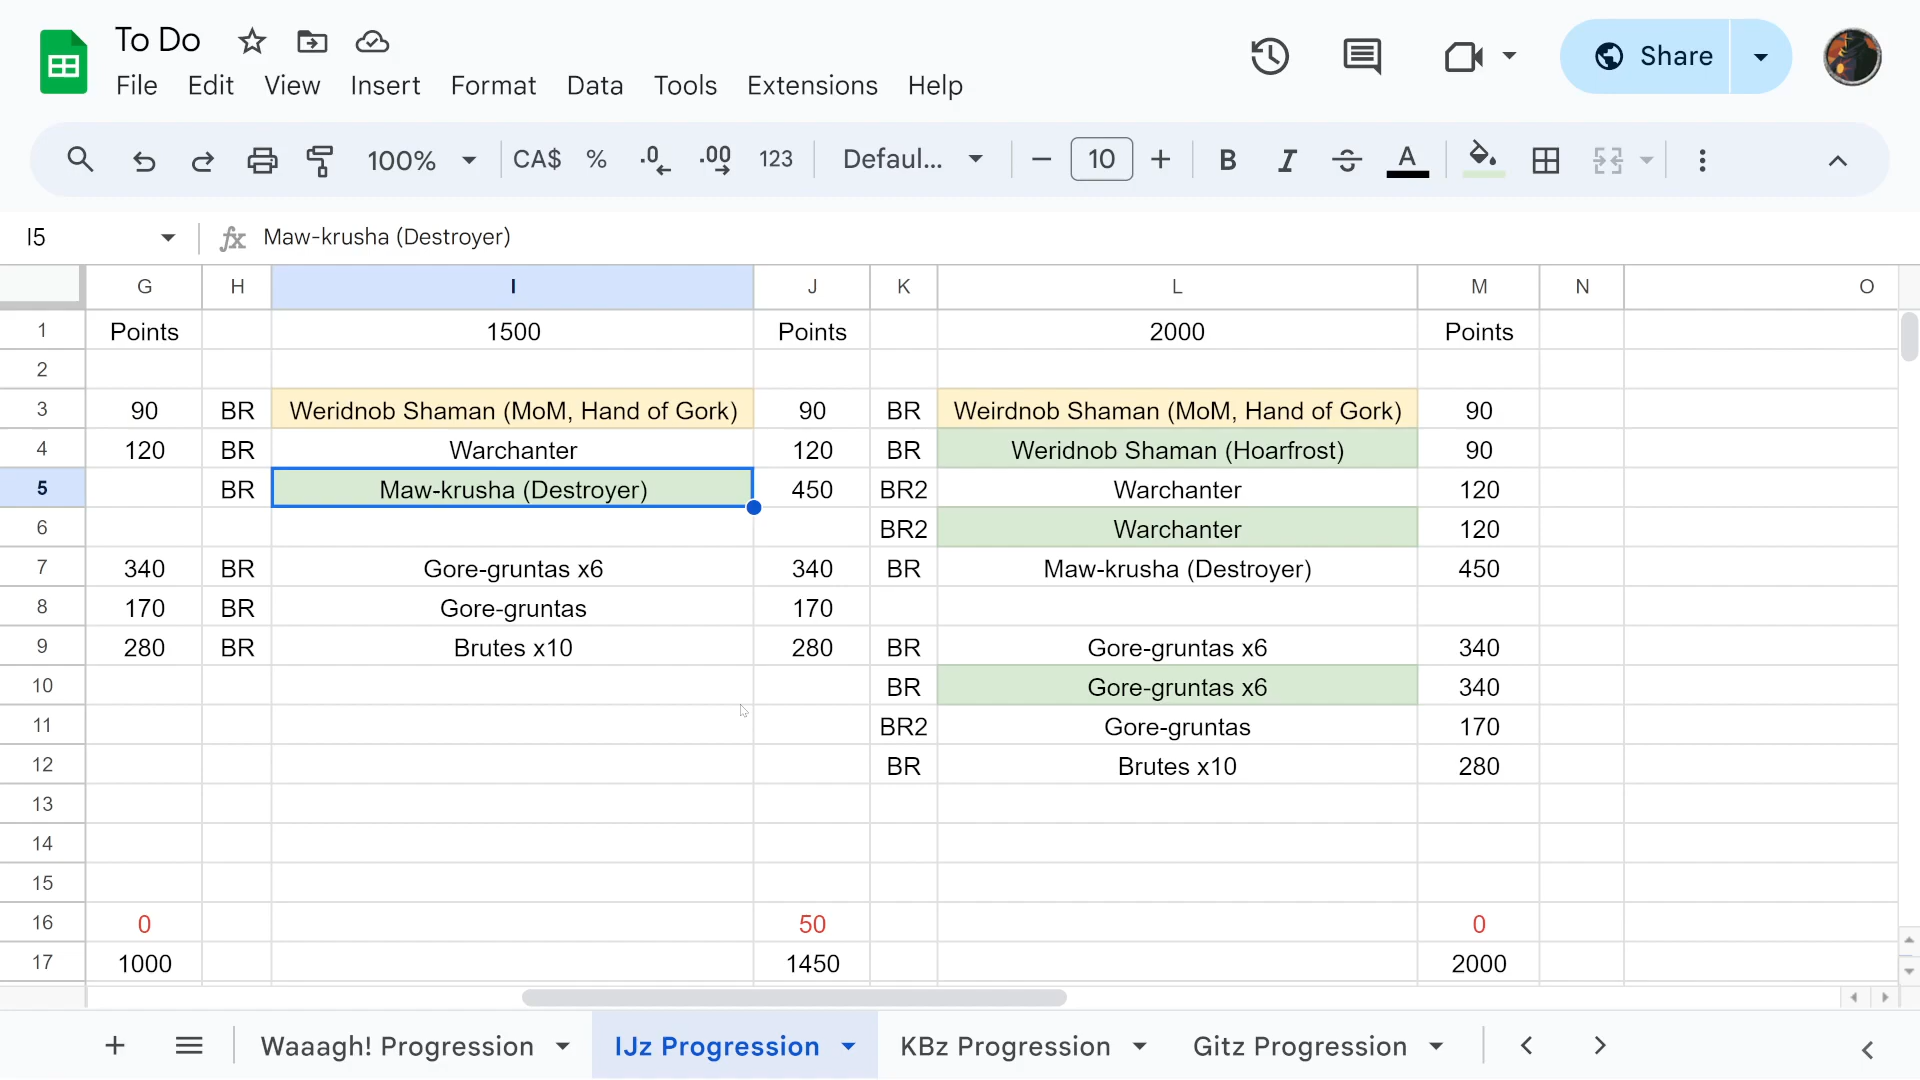 To Do
File Edit View Insert Format Data Tools Extensions Help
Share
100% CA$ % .0 .00 123 Defaul... 10 B I S A
I5 fx Maw-krusha (Destroyer)
G H I J K L M N O
1 Points 1500 Points 2000 Points
2
3 90 BR Weridnob Shaman (MoM, Hand of Gork) 90 BR Weirdnob Shaman (MoM, Hand of Gork) 90
4 120 BR Warchanter 120 BR Weridnob Shaman (Hoarfrost) 90
5 BR Maw-krusha (Destroyer) 450 BR2 Warchanter 120
6 BR2 Warchanter 120
7 340 BR Gore-gruntas x6 340 BR Maw-krusha (Destroyer) 450
8 170 BR Gore-gruntas 170
9 280 BR Brutes x10 280 BR Gore-gruntas x6 340
10 BR Gore-gruntas x6 340
11 BR2 Gore-gruntas 170
12 BR Brutes x10 280
13
14
15
16 0 50 0
17 1000 1450 2000
Waaagh! Progression IJz Progression KBz Progression Gitz Progression